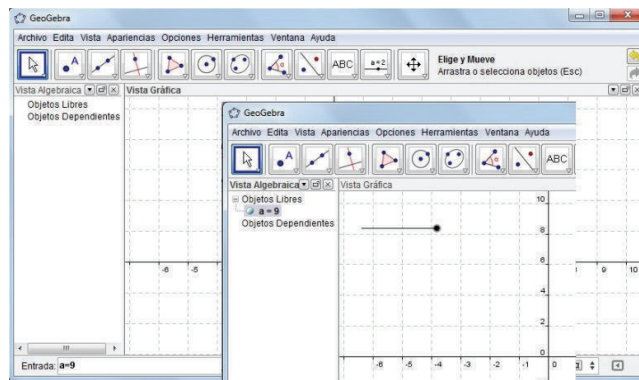 GeoGebra
Archivo Edita Vista Apariencias Opciones Herramientas Ventana Ayuda
A ABC a=2 Elige y Mueve
Arrastra o selecciona objetos (Esc)
Vista Algebraica Vista Gráfica
Objetos Libres
Objetos Dependientes
-6 -5 9 10
Entrada: a=9
GeoGebra
Archivo Edita Vista Apariencias Opciones Herramientas Ventana Ayuda
A ABC
Vista Algebraica Vista Gráfica
Objetos Libres
a = 9
Objetos Dependientes
10
8
6
4
2
0
-6 -5 -4 -3 -2 -1 0